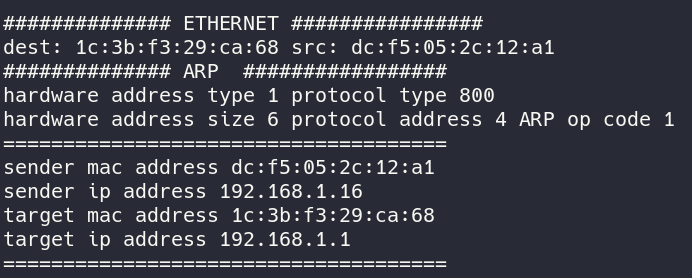 ############## ETHERNET ################
dest: 1c:3b:f3:29:ca:68 src: dc:f5:05:2c:12:a1
############## ARP  #################
hardware address type 1 protocol type 800
hardware address size 6 protocol address 4 ARP op code 1
=====================================
sender mac address dc:f5:05:2c:12:a1
sender ip address 192.168.1.16
target mac address 1c:3b:f3:29:ca:68
target ip address 192.168.1.1
=====================================